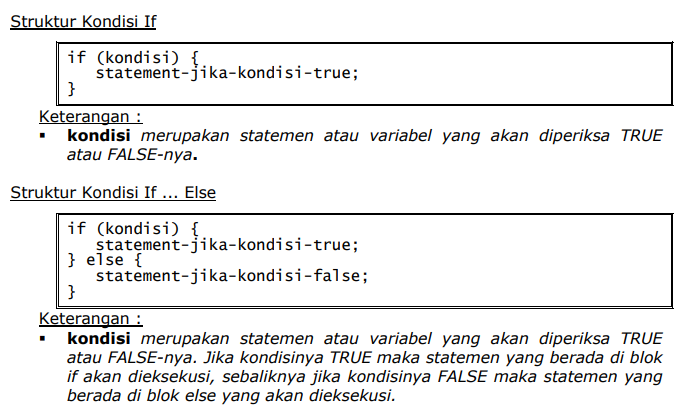 Struktur Kondisi If
if (kondisi) {
statement-jika-kondisi-true;
}
Keterangan :
▪ kondisi merupakan statemen atau variabel yang akan diperiksa TRUE
atau FALSE-nya.
Struktur Kondisi If ... Else
if (kondisi) {
statement-jika-kondisi-true;
} else {
statement-jika-kondisi-false;
}
Keterangan :
▪ kondisi merupakan statemen atau variabel yang akan diperiksa TRUE
atau FALSE-nya. Jika kondisinya TRUE maka statemen yang berada di blok
if akan dieksekusi, sebaliknya jika kondisinya FALSE maka statemen yang
berada di blok else yang akan dieksekusi.